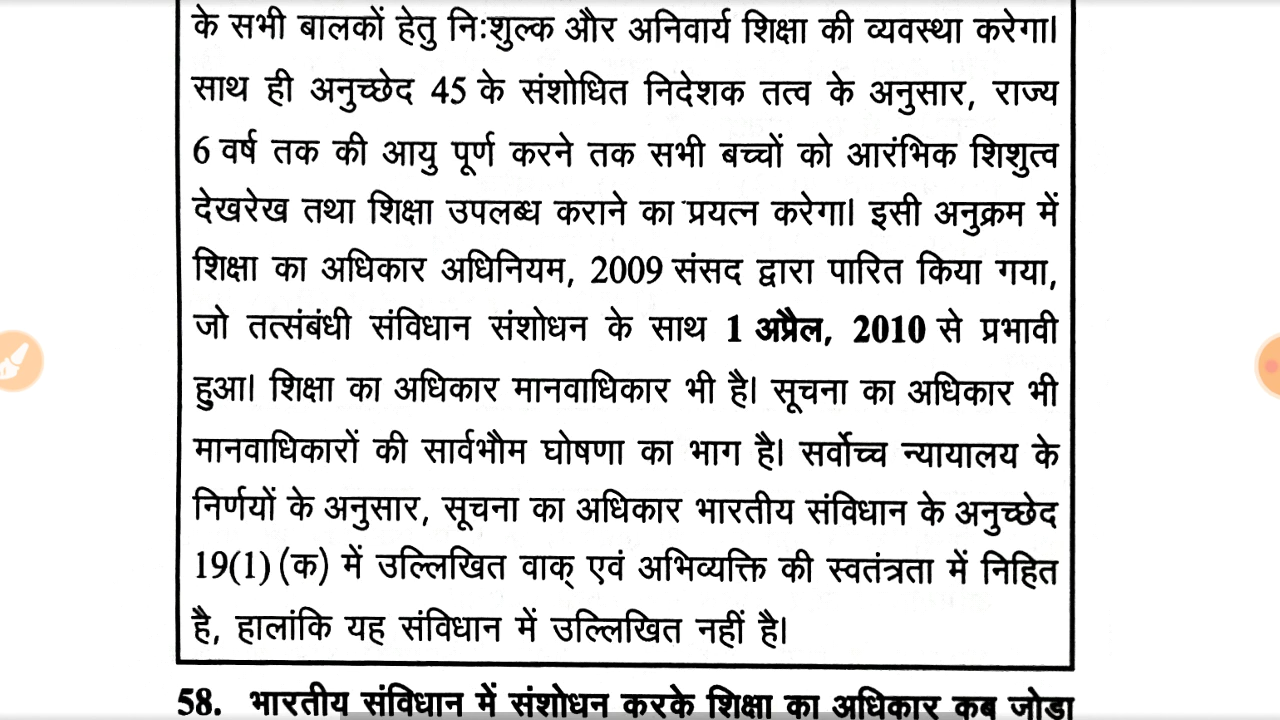 के सभी बालकों हेतु निःशुल्क और अनिवार्य शिक्षा की व्यवस्था करेगा।
साथ ही अनुच्छेद 45 के संशोधित निदेशक तत्व के अनुसार, राज्य
6 वर्ष तक की आयु पूर्ण करने तक सभी बच्चों को आरंभिक शिशुत्व
देखरेख तथा शिक्षा उपलब्ध कराने का प्रयत्न करेगा। इसी अनुक्रम में
शिक्षा का अधिकार अधिनियम, 2009 संसद द्वारा पारित किया गया,
जो तत्संबंधी संविधान संशोधन के साथ 1 अप्रैल, 2010 से प्रभावी
हुआ। शिक्षा का अधिकार मानवाधिकार भी है। सूचना का अधिकार भी
मानवाधिकारों की सार्वभौम घोषणा का भाग है। सर्वोच्च न्यायालय के
निर्णयों के अनुसार, सूचना का अधिकार भारतीय संविधान के अनुच्छेद
19(1) (क) में उल्लिखित वाक् एवं अभिव्यक्ति की स्वतंत्रता में निहित
है, हालांकि यह संविधान में उल्लिखित नहीं है।
58. भारतीय संविधान में संशोधन करके शिक्षा का अधिकार कब जोड़ा